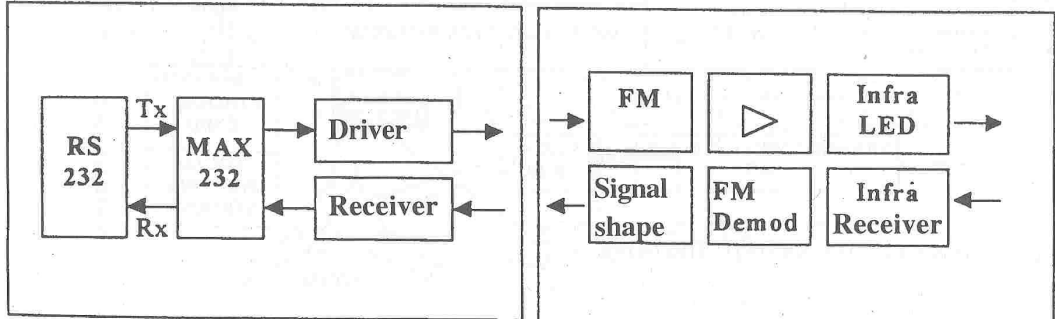 RS
232
Tx
Rx
MAX
232
Driver
Receiver
FM
Infra
LED
Signal
shape
FM
Demod
Infra
Receiver